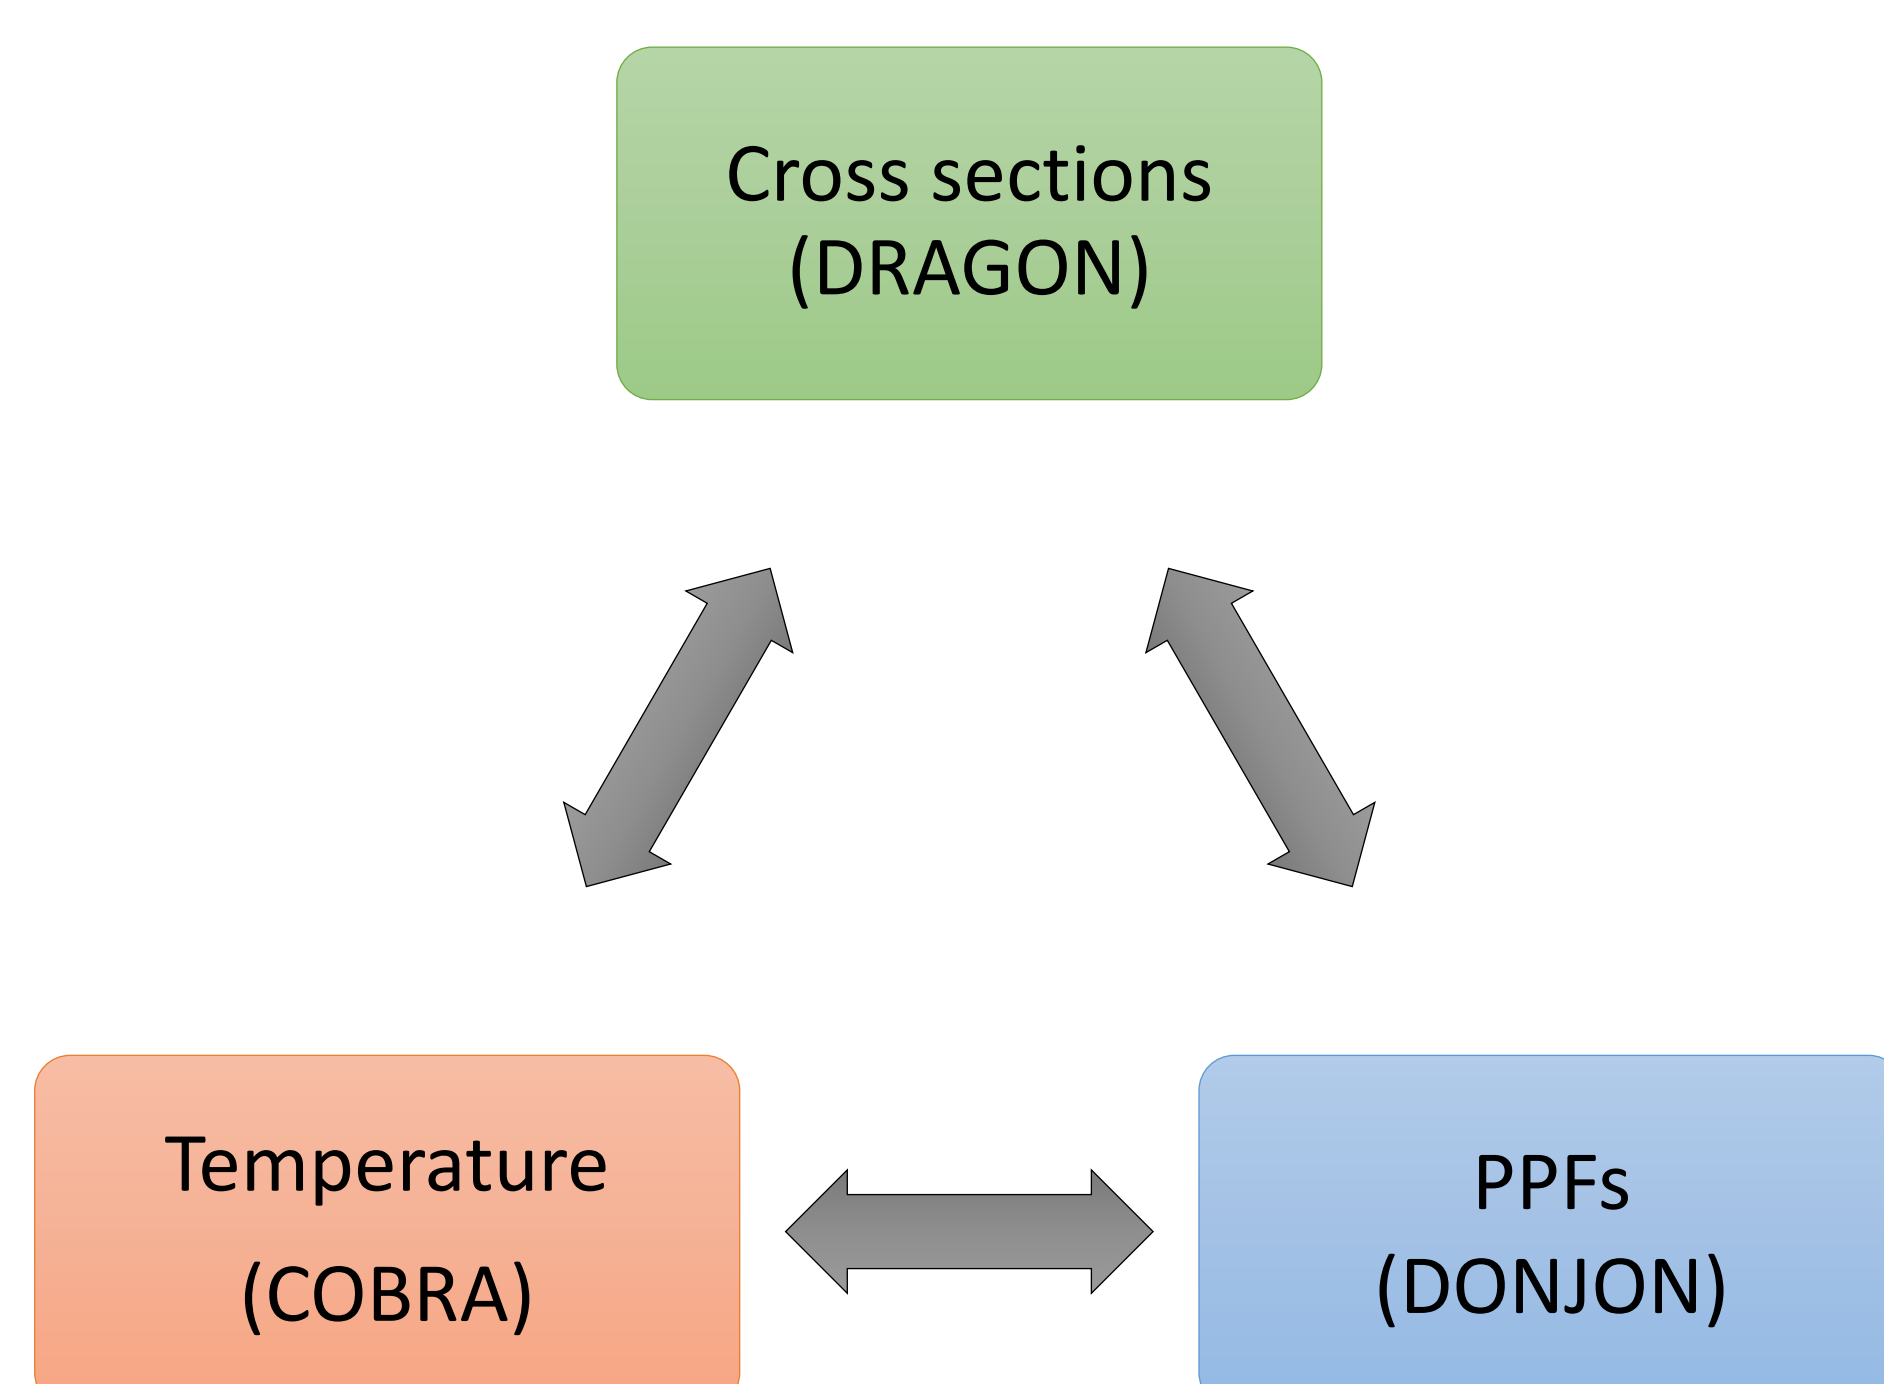 Cross sections
(DRAGON)
Temperature
(COBRA)
PPFs
(DONJON)